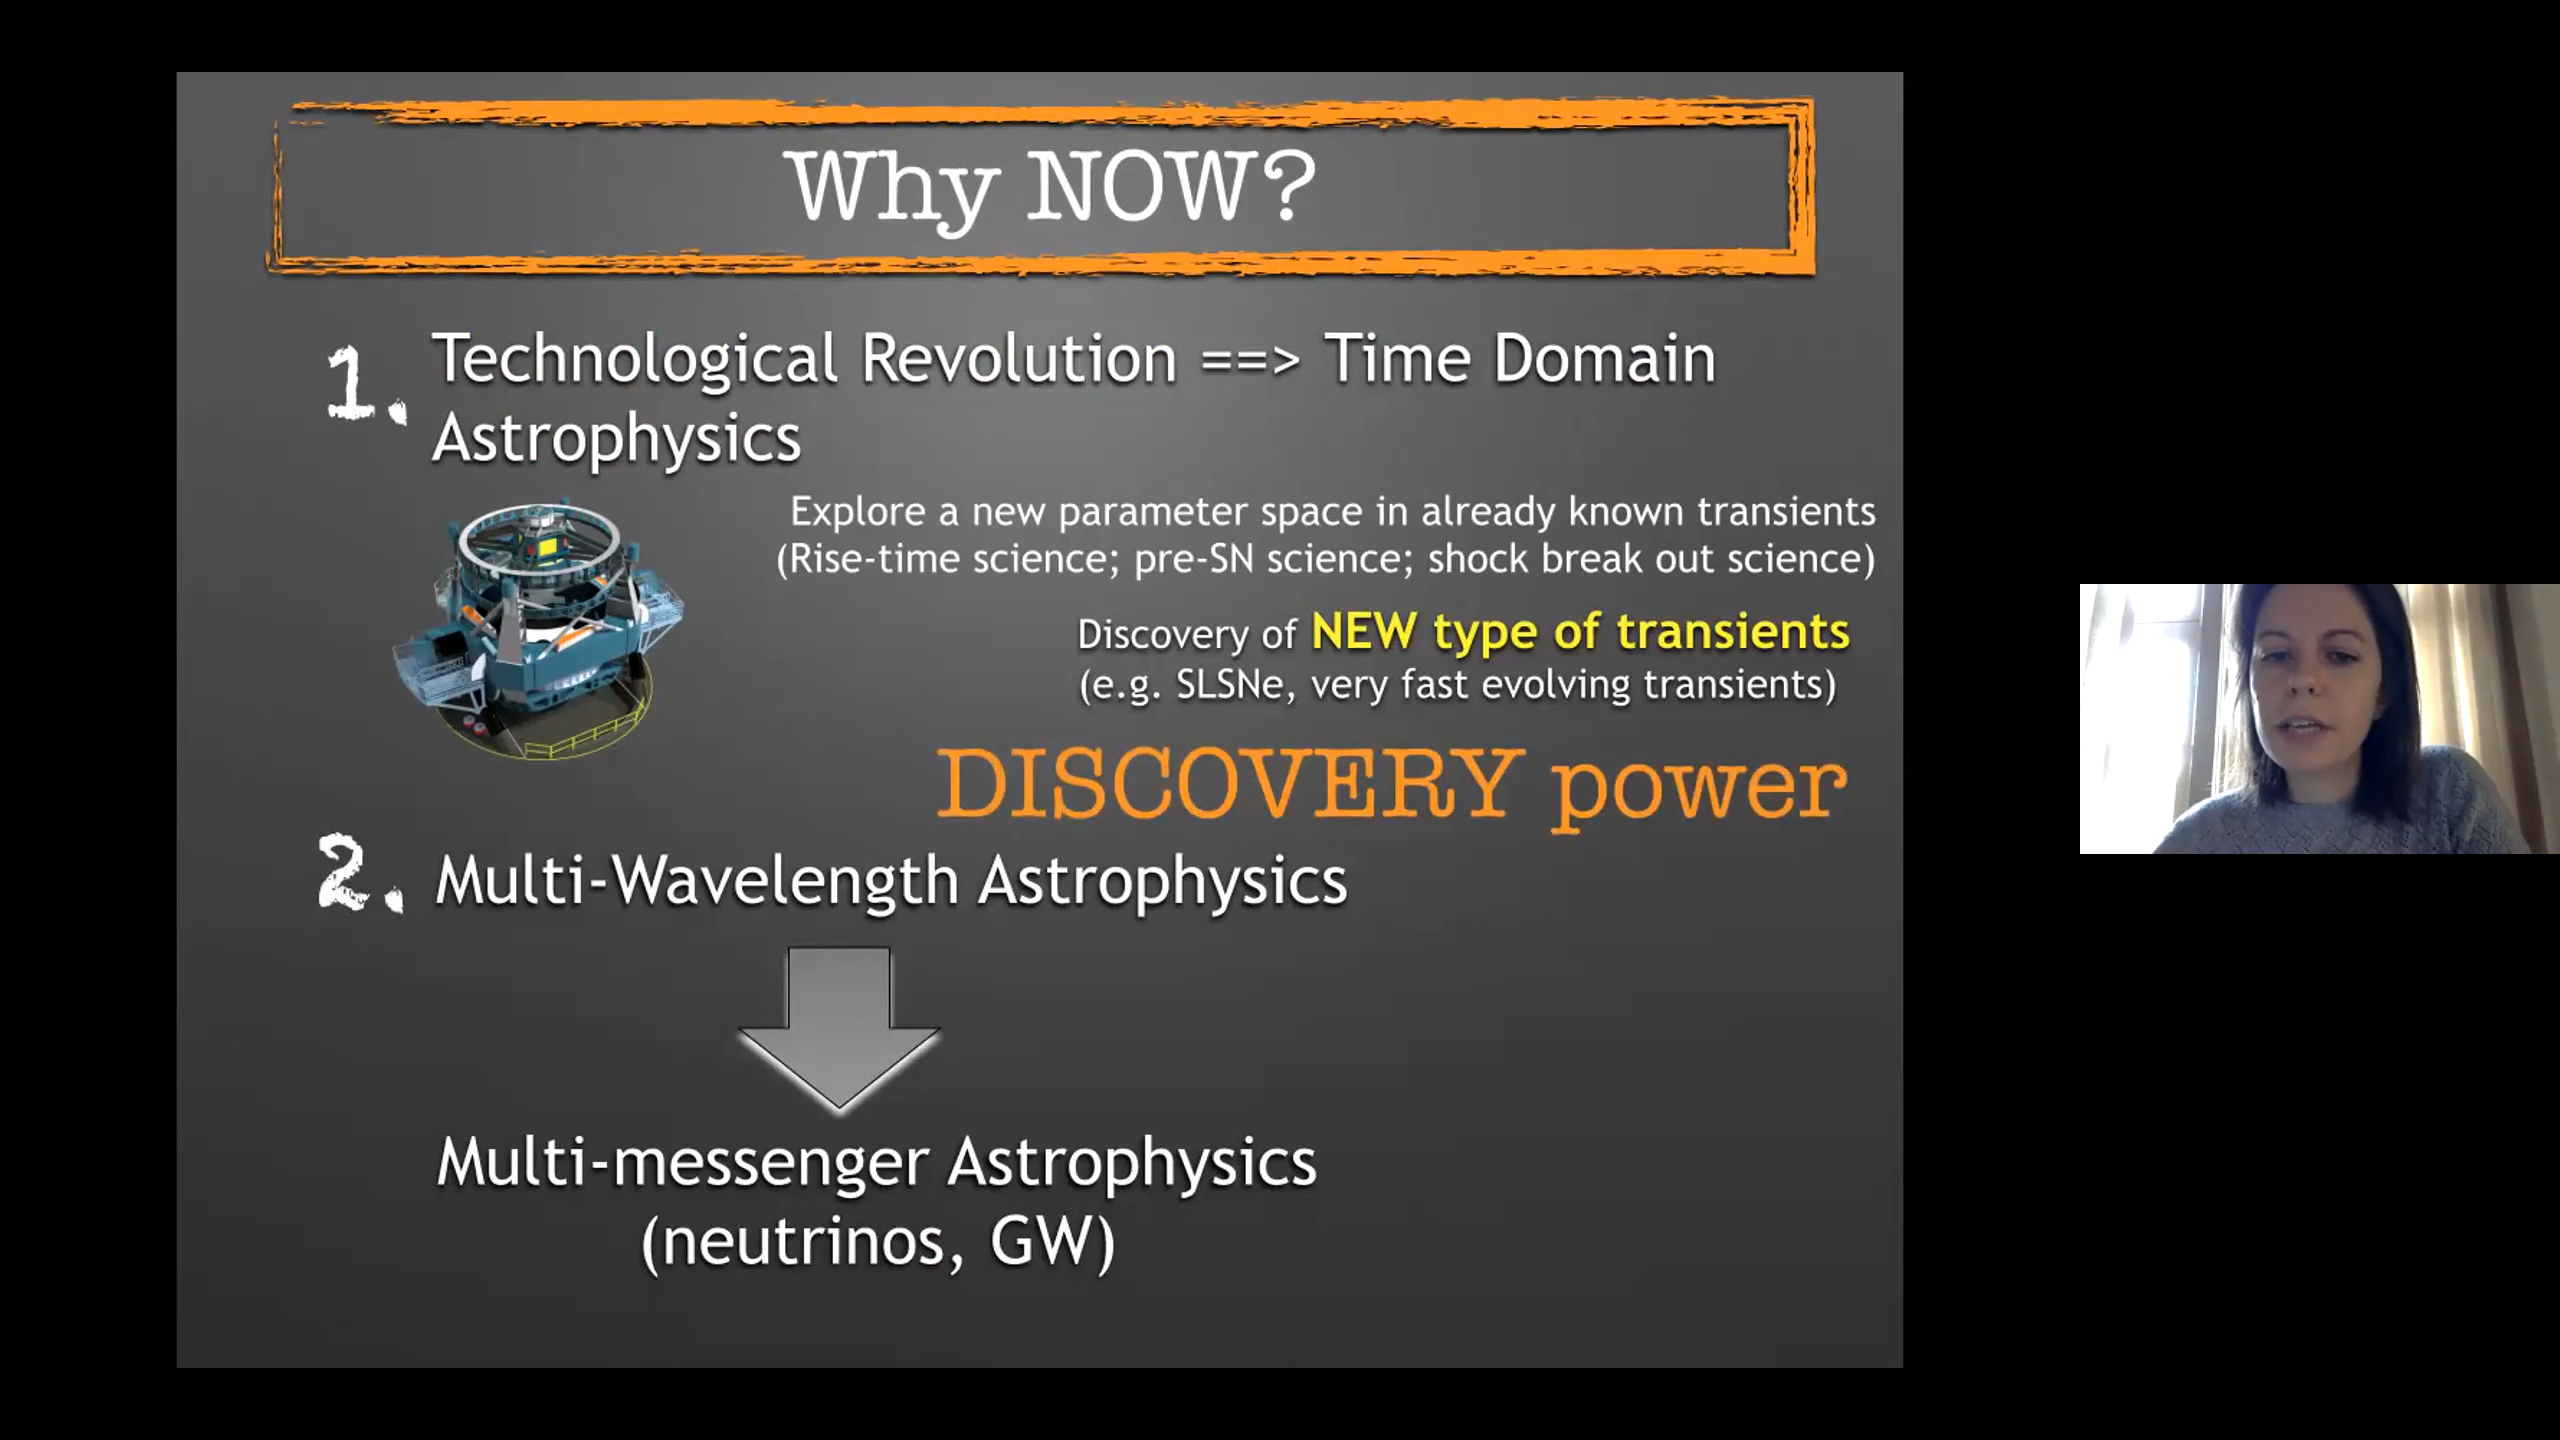 Why NOW?
1. Technological Revolution ==> Time Domain
Astrophysics
Explore a new parameter space in already known transients
(Rise-time science; pre-SN science; shock break out science)
Discovery of NEW type of transients
(e.g. SLSNe, very fast evolving transients)
DISCOVERY power
2. Multi-Wavelength Astrophysics
Multi-messenger Astrophysics
(neutrinos, GW)